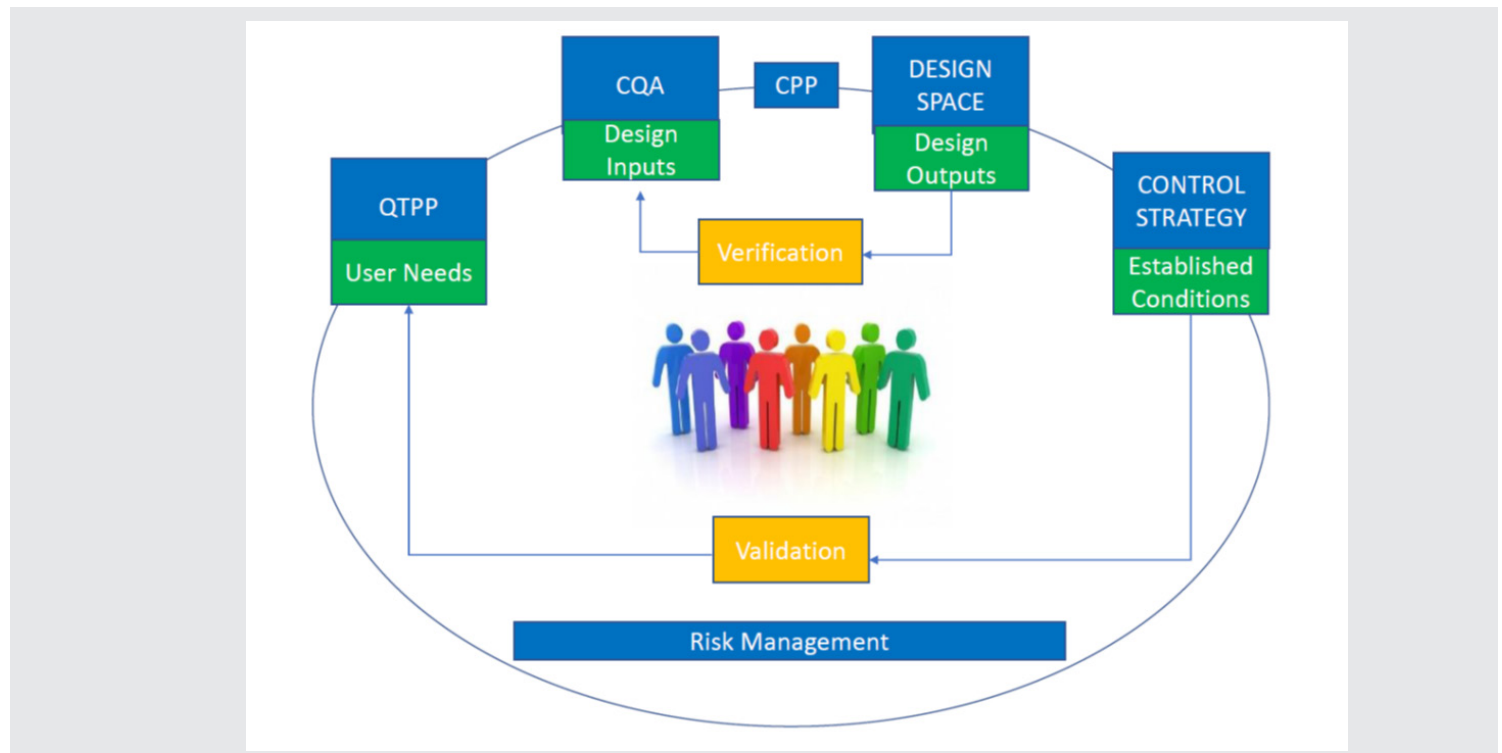 CQA
Design
Inputs
CPP
DESIGN
SPACE
Design
Outputs
QTPP
User Needs
CONTROL
STRATEGY
Established
Conditions
Verification
Validation
Risk Management